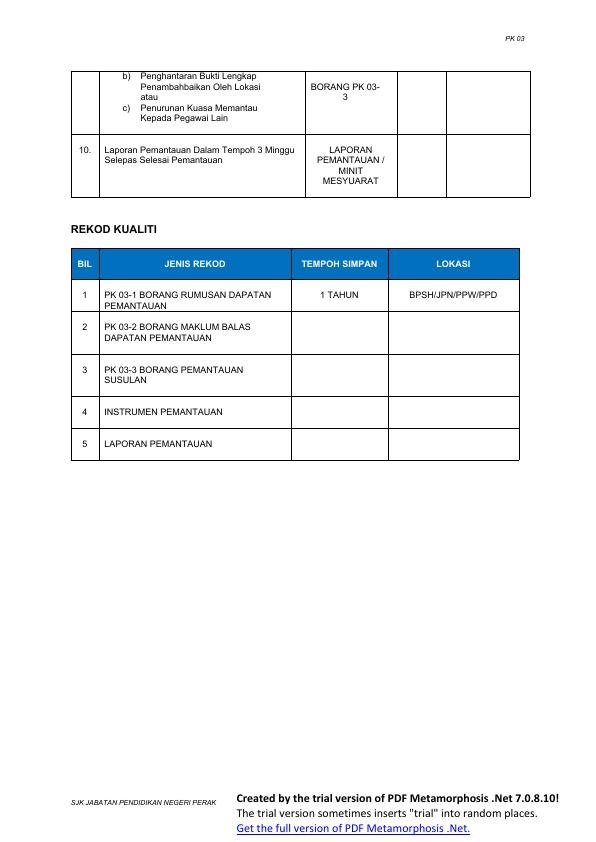 PK 03
b) Penghantaran Bukti Lengkap
Penambahbaikan Oleh Lokasi
atau
c) Penurunan Kuasa Memantau
Kepada Pegawai Lain
BORANG PK 03-
3
10. Laporan Pemantauan Dalam Tempoh 3 Minggu
Selepas Selesai Pemantauan
LAPORAN
PEMANTAUAN /
MINIT
MESYUARAT
REKOD KUALITI
BIL JENIS REKOD TEMPOH SIMPAN LOKASI
1 PK 03-1 BORANG RUMUSAN DAPATAN 1 TAHUN BPSH/JPN/PPW/PPD
PEMANTAUAN
2 PK 03-2 BORANG MAKLUM BALAS
DAPATAN PEMANTAUAN
3 PK 03-3 BORANG PEMANTAUAN
SUSULAN
4 INSTRUMEN PEMANTAUAN
5 LAPORAN PEMANTAUAN
SJK JABATAN PENDIDIKAN NEGERI PERAK
Created by the trial version of PDF Metamorphosis .Net 7.0.8.10!
The trial version sometimes inserts "trial" into random places.
Get the full version of PDF Metamorphosis .Net.